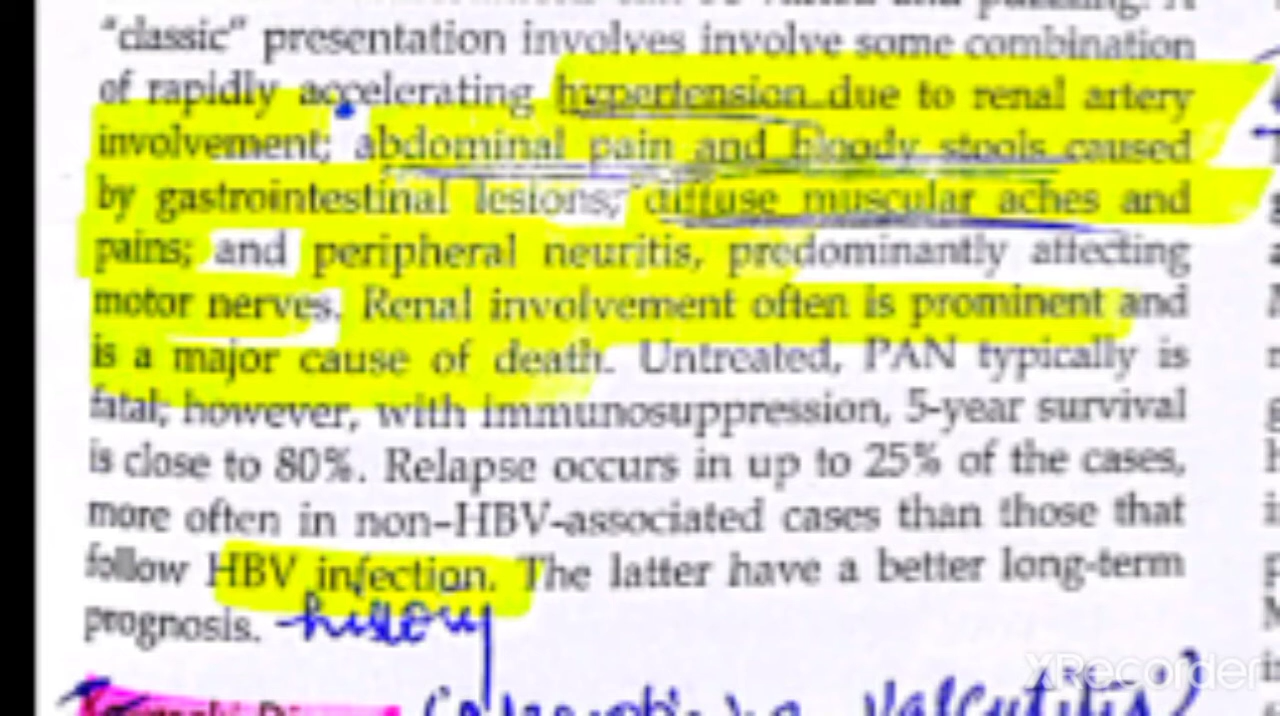 "classic" presentation involves involve some combination
of rapidly accelerating hypertension due to renal artery
involvement; abdominal pain and bloody stools caused
by gastrointestinal lesions; diffuse muscular aches and
pains; and peripheral neuritis, predominantly affecting
motor nerves. Renal involvement often is prominent and
is a major cause of death. Untreated, PAN typically is
fatal; however, with immunosuppression, 5-year survival
is close to 80%. Relapse occurs in up to 25% of the cases,
more often in non–HBV-associated cases than those that
follow HBV infection. The latter have a better long-term
prognosis. history
XRecorder